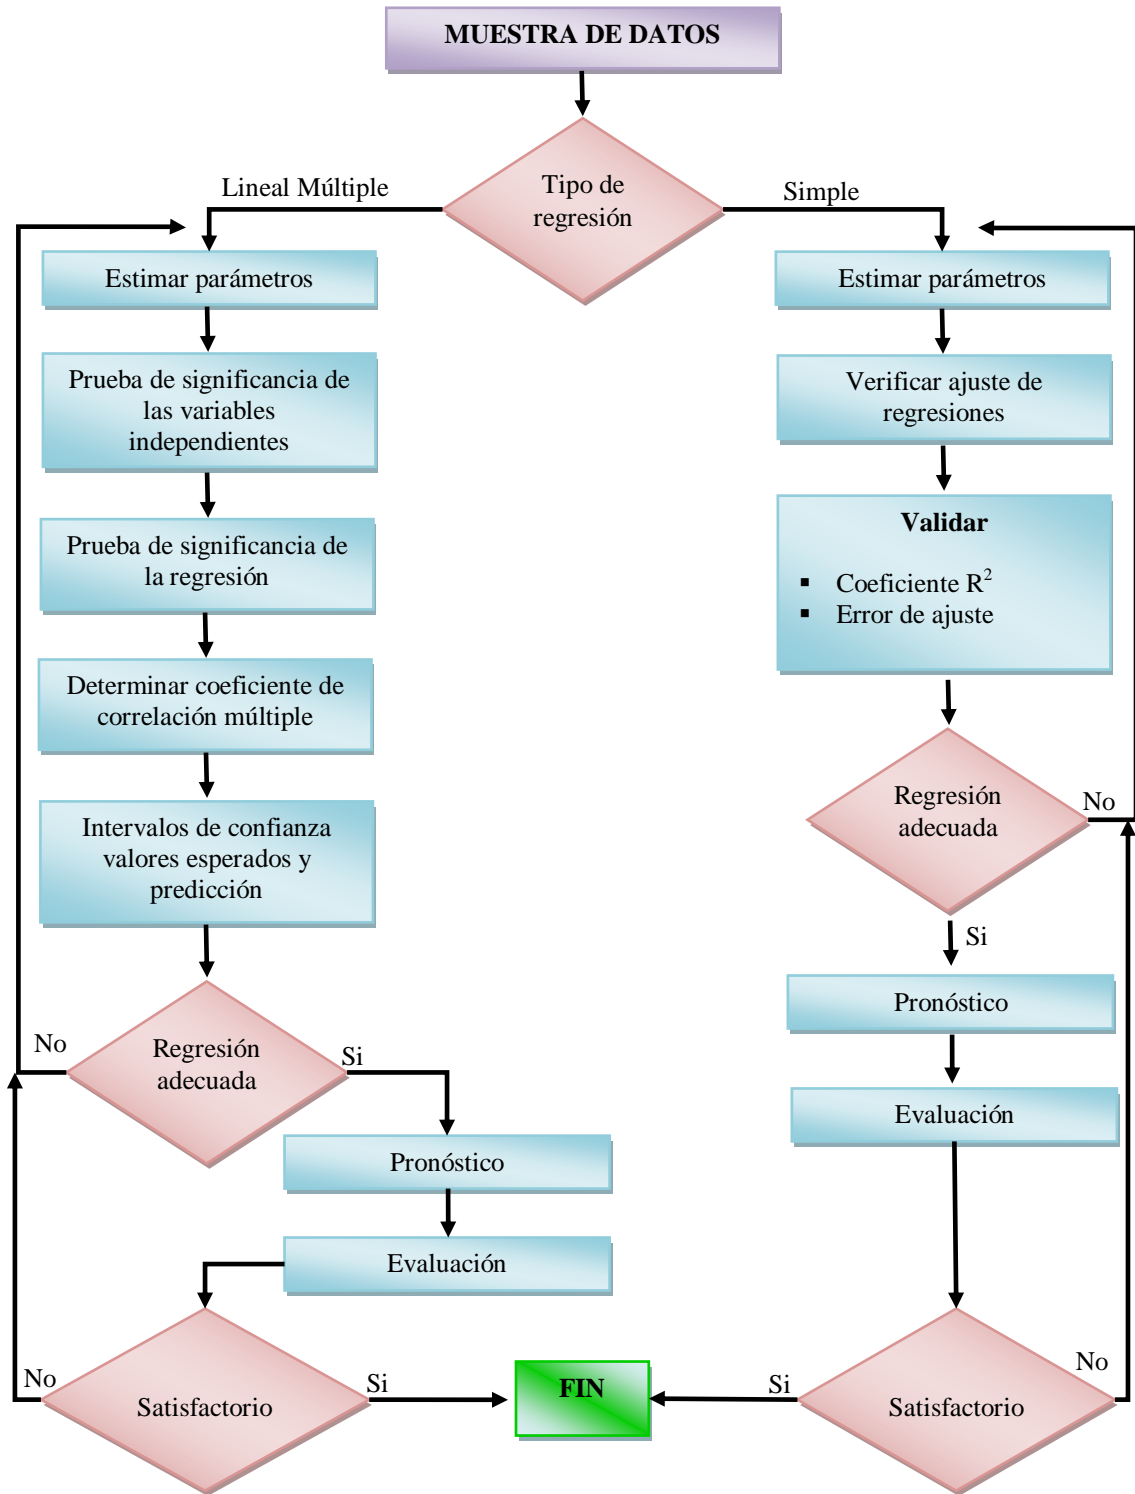 MUESTRA DE DATOS
Tipo de
regresión
Lineal Múltiple
Simple
Estimar parámetros
Prueba de significancia de
las variables
independientes
Prueba de significancia de
la regresión
Determinar coeficiente de
correlación múltiple
Intervalos de confianza
valores esperados y
predicción
Regresión
adecuada
No
Si
Pronóstico
Evaluación
Satisfactorio
No
Si
Estimar parámetros
Verificar ajuste de
regresiones
Validar
▪ Coeficiente R²
▪ Error de ajuste
Regresión
adecuada
No
Si
Pronóstico
Evaluación
Satisfactorio
No
Si
FIN